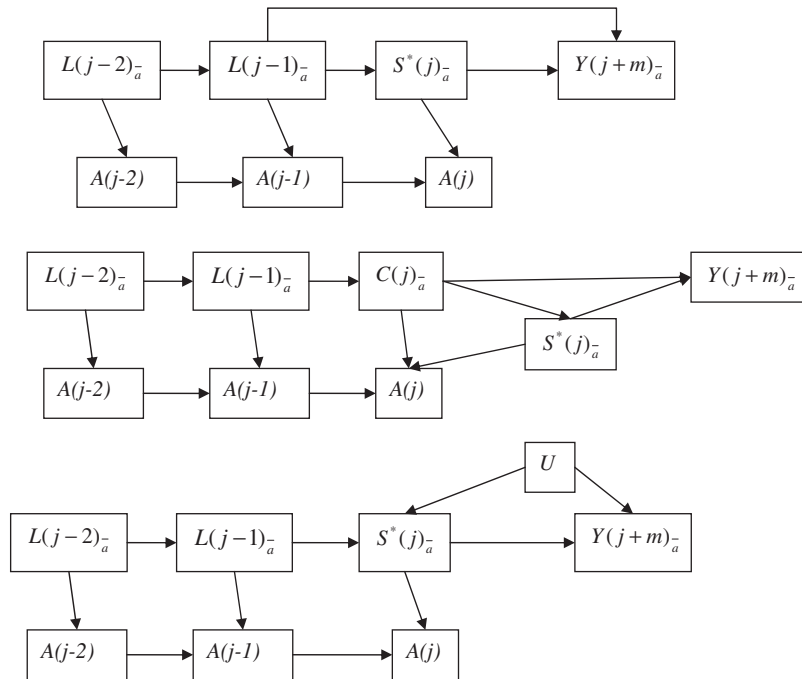 L(j−2)_a̅ L(j−1)_a̅ S*(j)_a̅ Y(j+m)_a̅
A(j-2) A(j-1) A(j)
L(j−2)_a̅ L(j−1)_a̅ C(j)_a̅ Y(j+m)_a̅
S*(j)_a̅
A(j-2) A(j-1) A(j)
U
L(j−2)_a̅ L(j−1)_a̅ S*(j)_a̅ Y(j+m)_a̅
A(j-2) A(j-1) A(j)